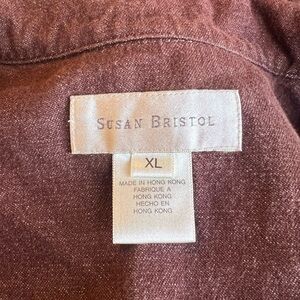 SUSAN BRISTOL
XL
MADE IN HONG KONG
FABRIQUE A
HONG KONG
HECHO EN
HONG KONG